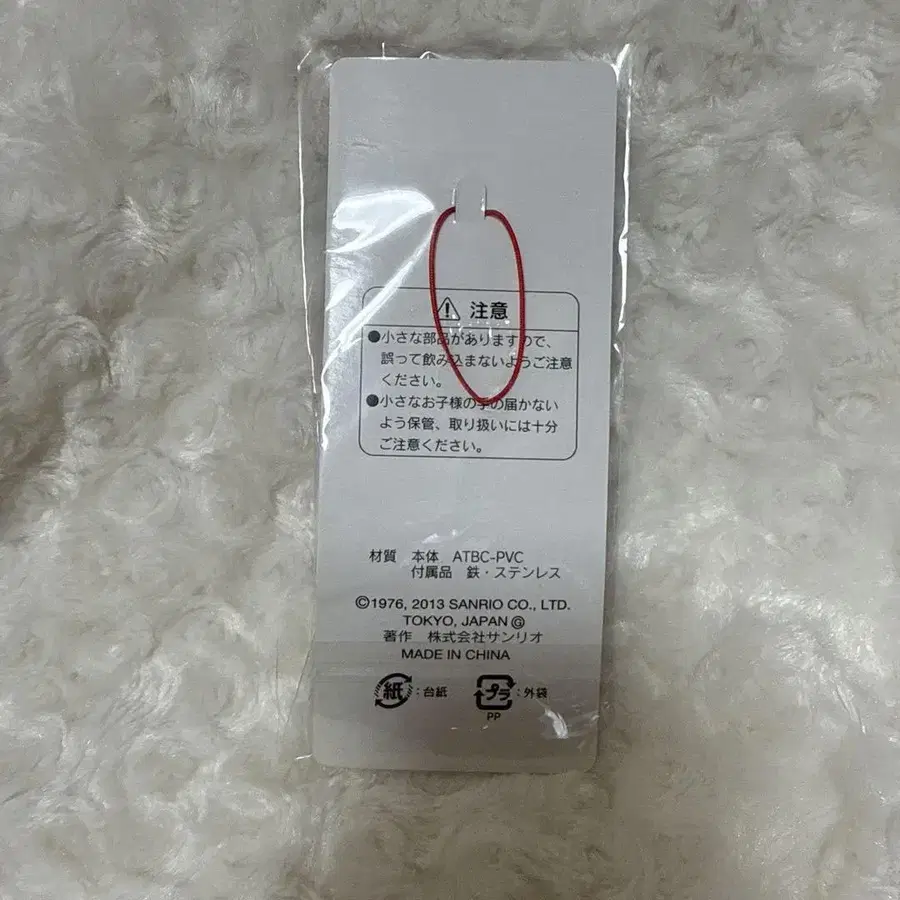 注意
●小さな部品がありますので、
誤って飲み込まないようご注意
ください。
●小さなお子様の手の届かない
よう保管、取り扱いには十分
ご注意ください。
材質 本体 ATBC-PVC
付属品 鉄・ステンレス
©1976, 2013 SANRIO CO., LTD.
TOKYO, JAPAN Ⓖ
著作 株式会社サンリオ
MADE IN CHINA
紙:台紙 プラ:外袋
PP